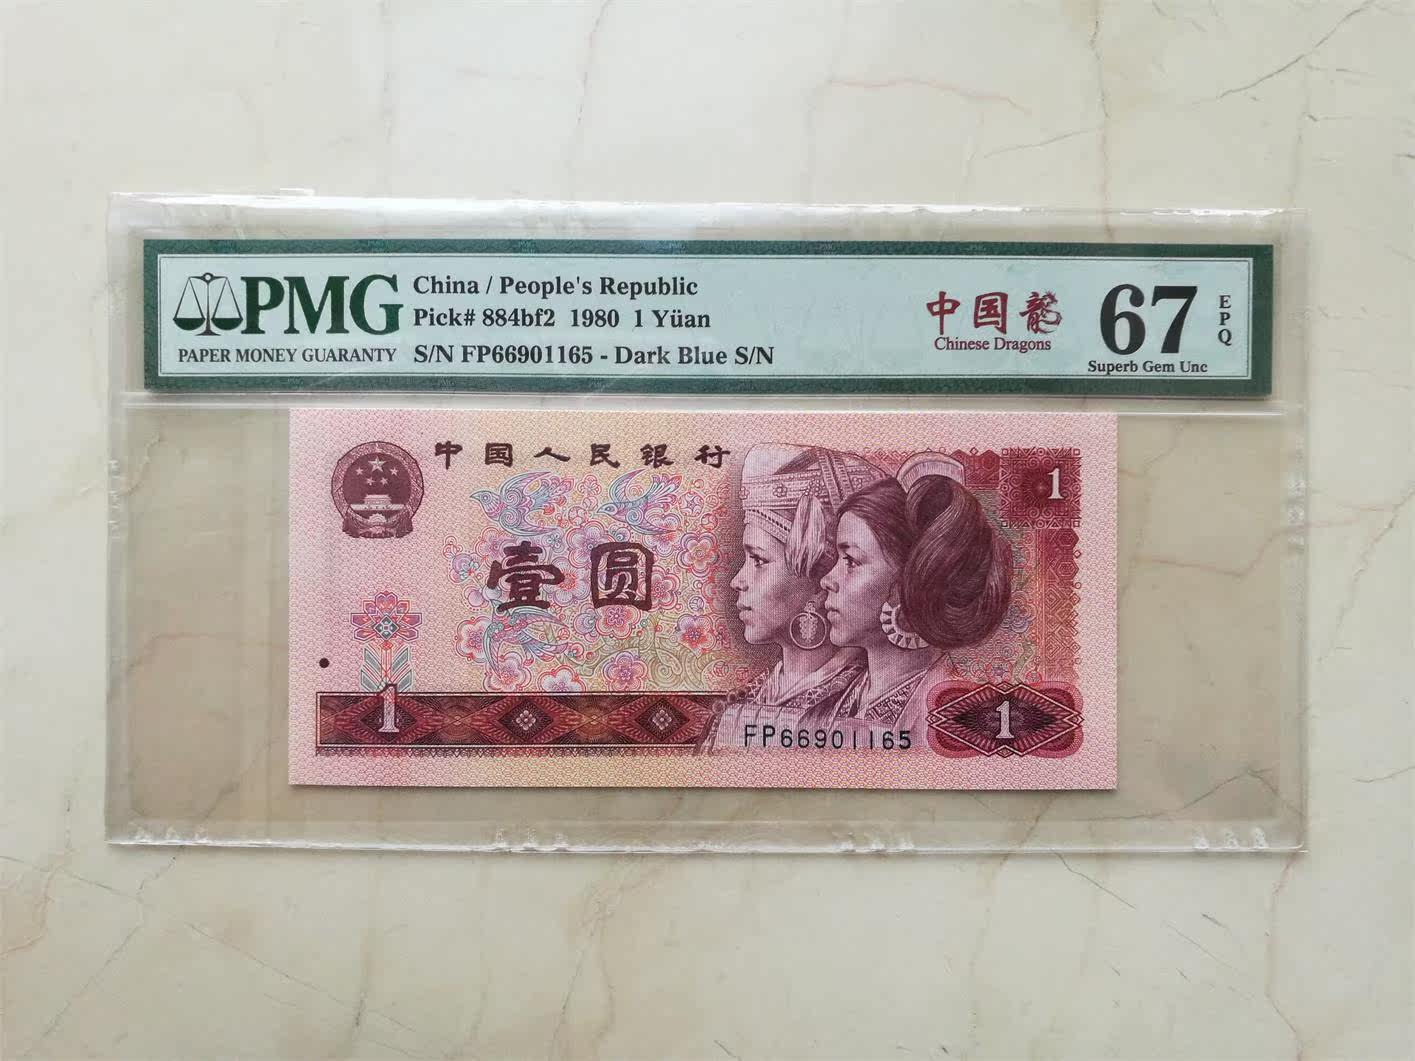 PMG
PAPER MONEY GUARANTY
China / People's Republic
Pick# 884bf2 1980 1 Yüan
S/N FP66901165 - Dark Blue S/N
中国龍
Chinese Dragons
67
EPQ
Superb Gem Unc
中国人民银行
1
壹圆
1
FP66901165
1